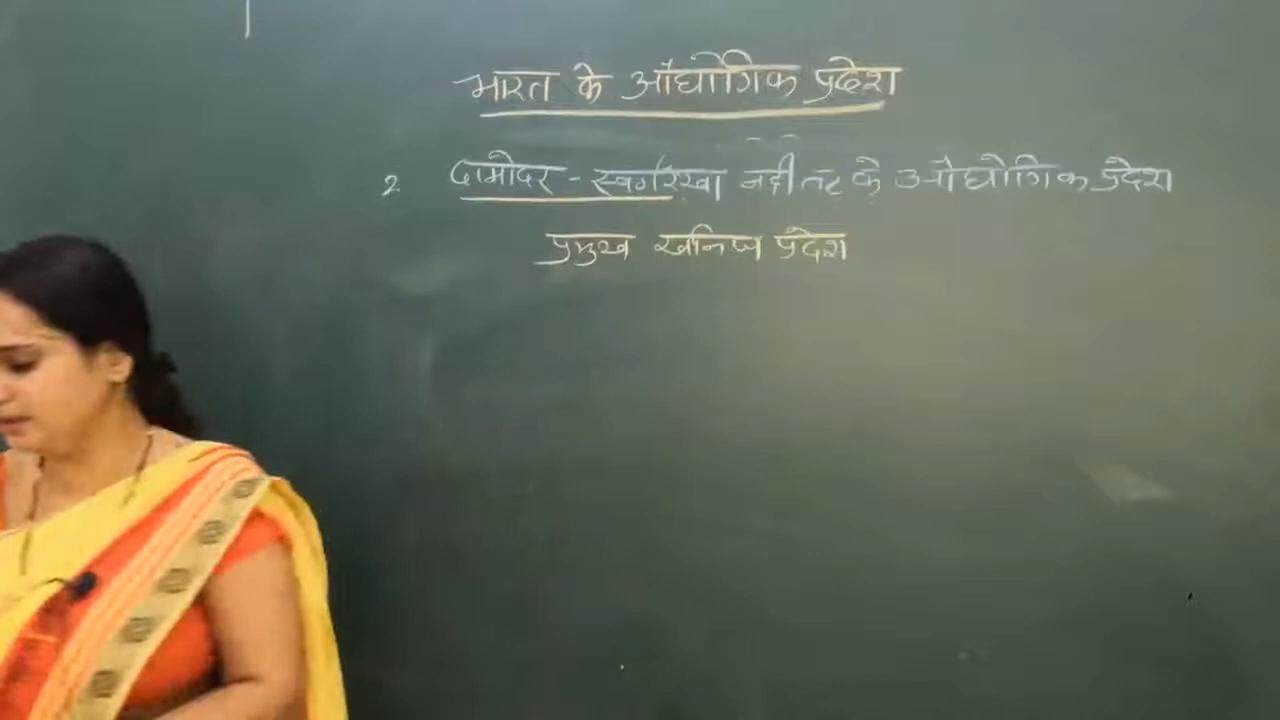 भारत के औद्योगिक प्रदेश
2. दामोदर - स्वर्णरेखा नदी तट के औद्योगिक प्रदेश
प्रमुख खनिज प्रदेश